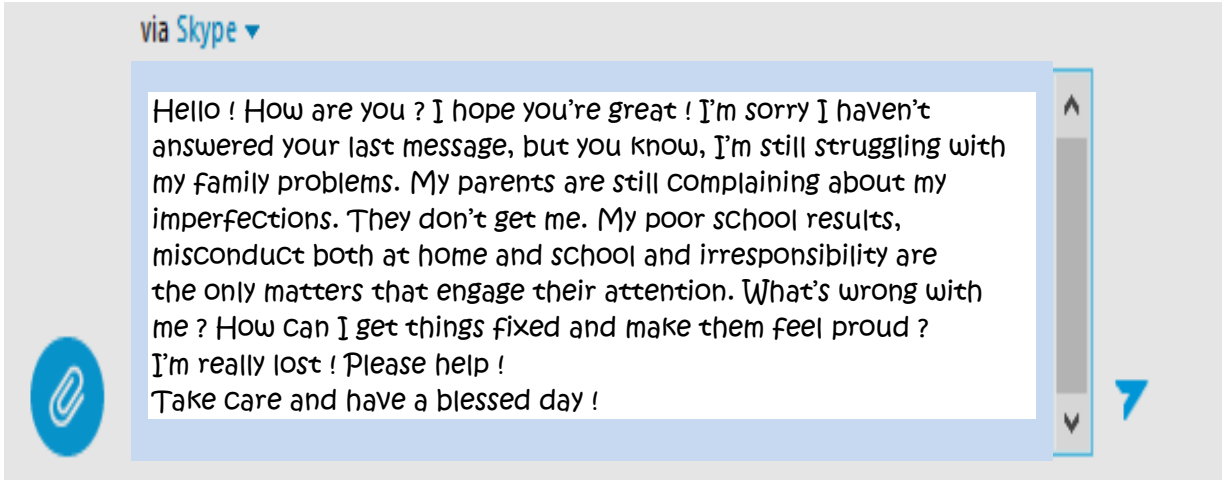 via Skype
Hello ! How are you ? I hope you're great ! I'm sorry I haven't
answered your last message, but you know, I'm still struggling with
my family problems. My parents are still complaining about my
imperfections. They don't get me. My poor school results,
misconduct both at home and school and irresponsibility are
the only matters that engage their attention. What's wrong with
me ? How can I get things fixed and make them feel proud ?
I'm really lost ! Please help !
Take care and have a blessed day !